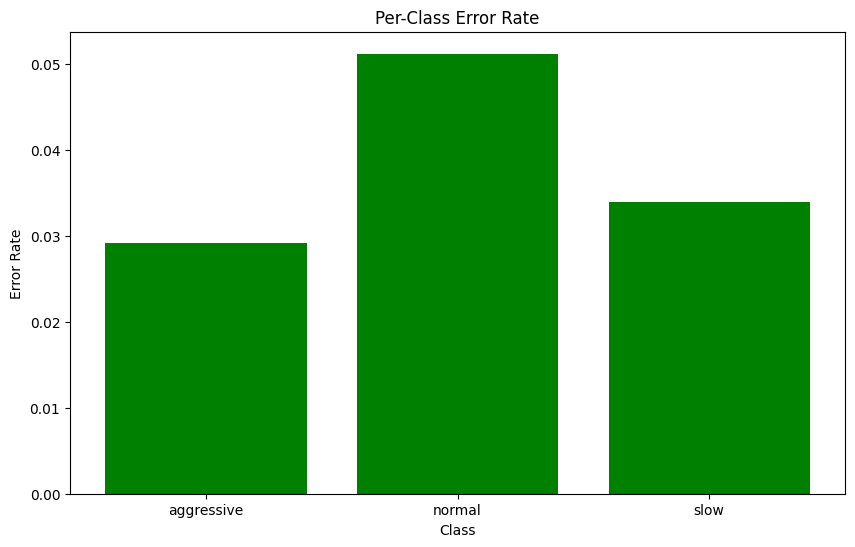 Per-Class Error Rate
Error Rate
0.05
0.04
0.03
0.02
0.01
0.00
aggressive
normal
slow
Class